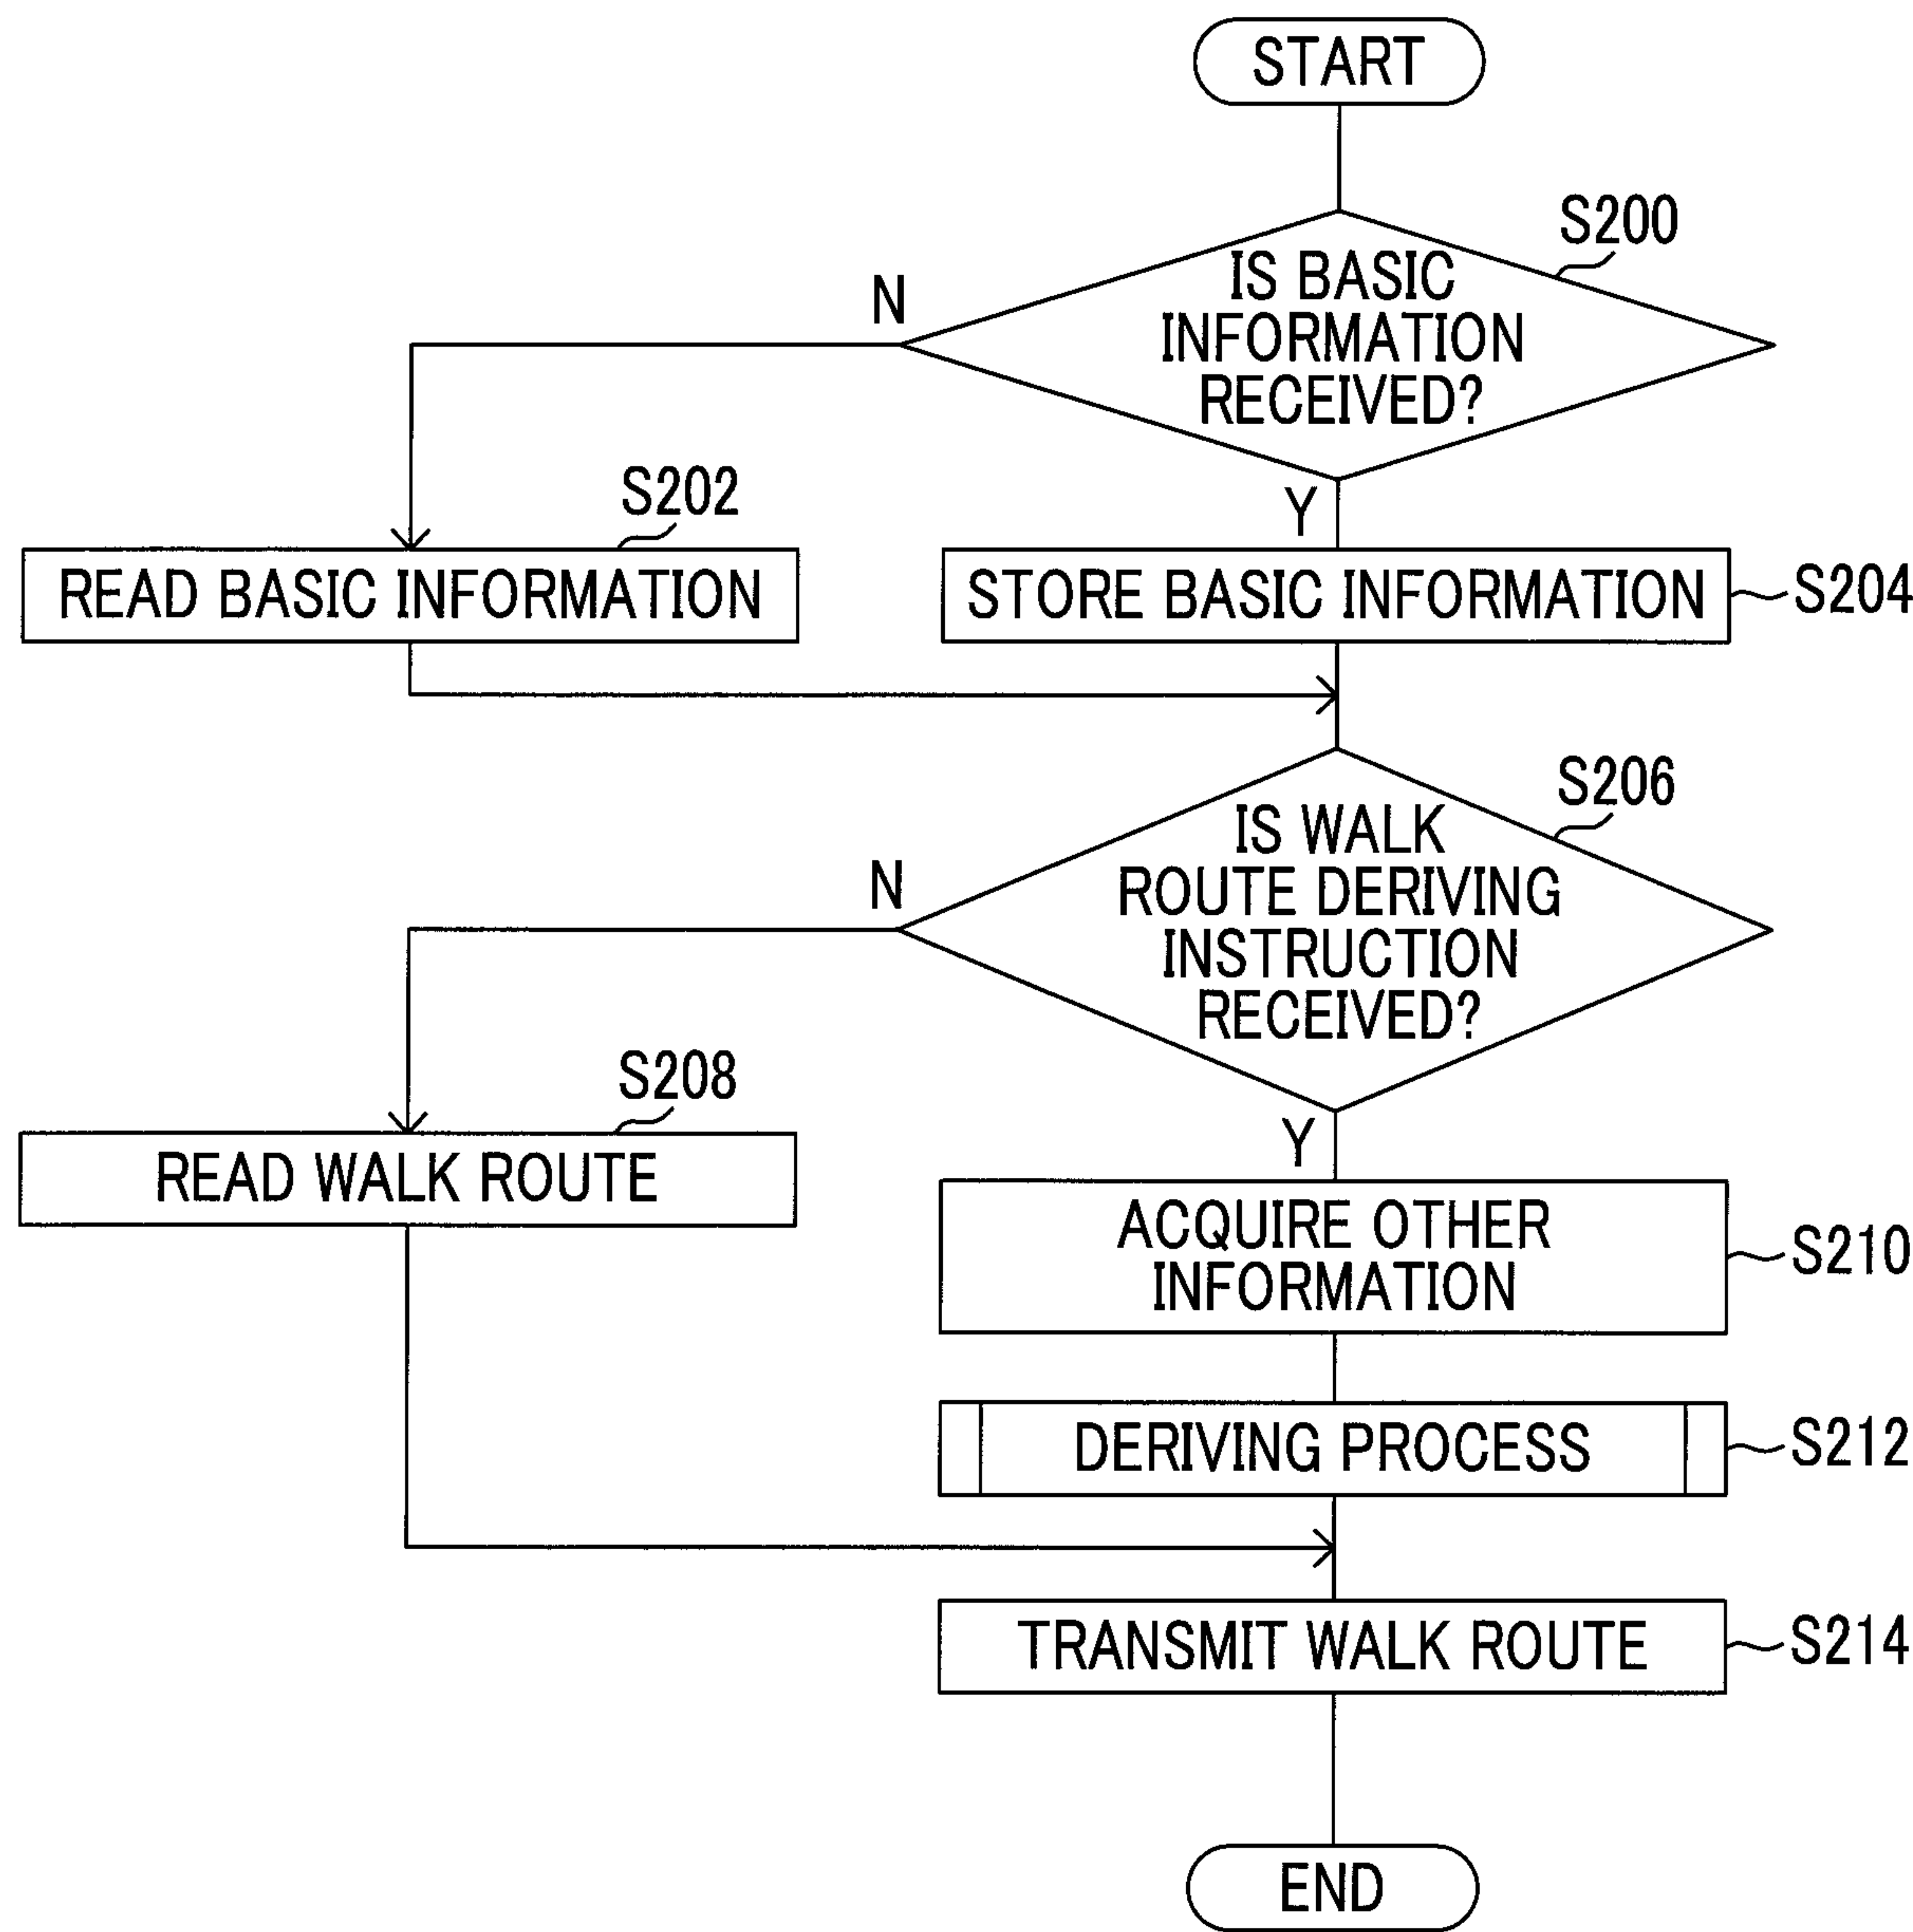 START
S200
IS BASIC
INFORMATION
RECEIVED?
N
Y
S202
READ BASIC INFORMATION
STORE BASIC INFORMATION
S204
S206
IS WALK
ROUTE DERIVING
INSTRUCTION
RECEIVED?
N
Y
S208
READ WALK ROUTE
ACQUIRE OTHER
INFORMATION
S210
DERIVING PROCESS
S212
TRANSMIT WALK ROUTE
S214
END